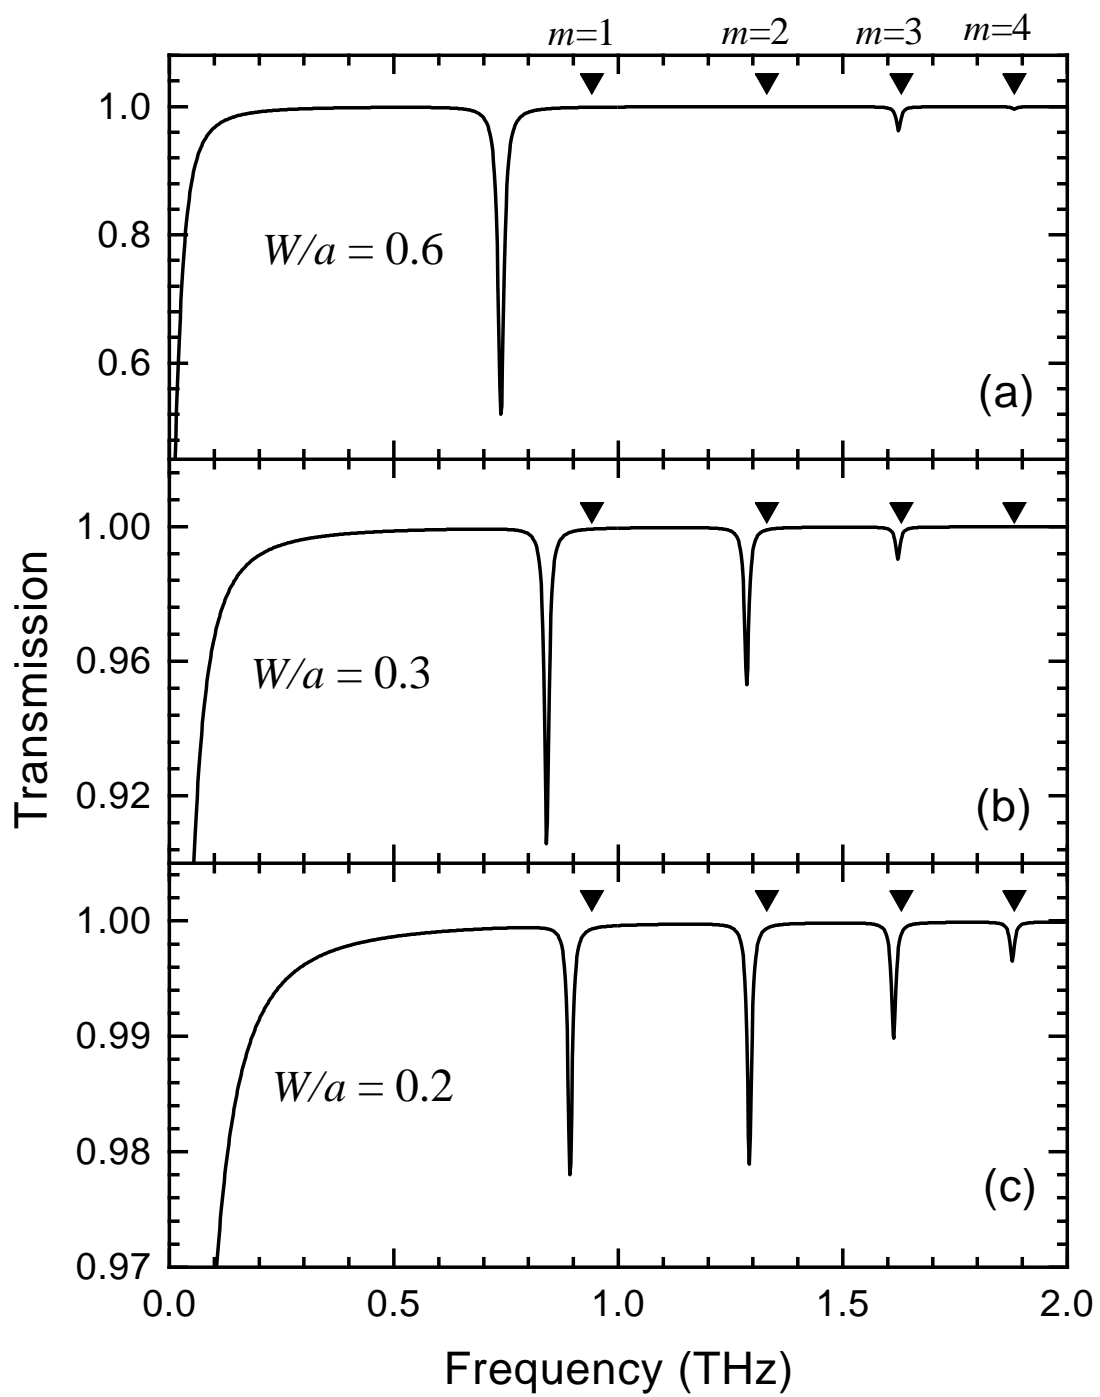 m=1 m=2 m=3 m=4
1.0
0.8
W/a = 0.6
0.6
(a)
1.00
0.96
W/a = 0.3
0.92
(b)
1.00
0.99
W/a = 0.2
0.98
(c)
0.97
Transmission
0.0 0.5 1.0 1.5 2.0
Frequency (THz)